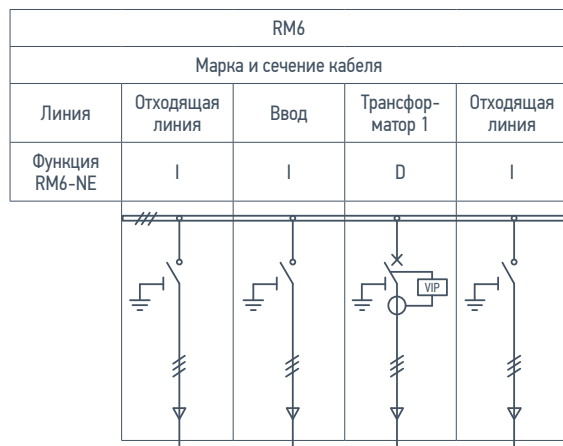 RM6
Марка и сечение кабеля
Линия
Отходящая
линия
Ввод
Трансфор-
матор 1
Отходящая
линия
Функция
RM6-NE
I
I
D
I
VIP